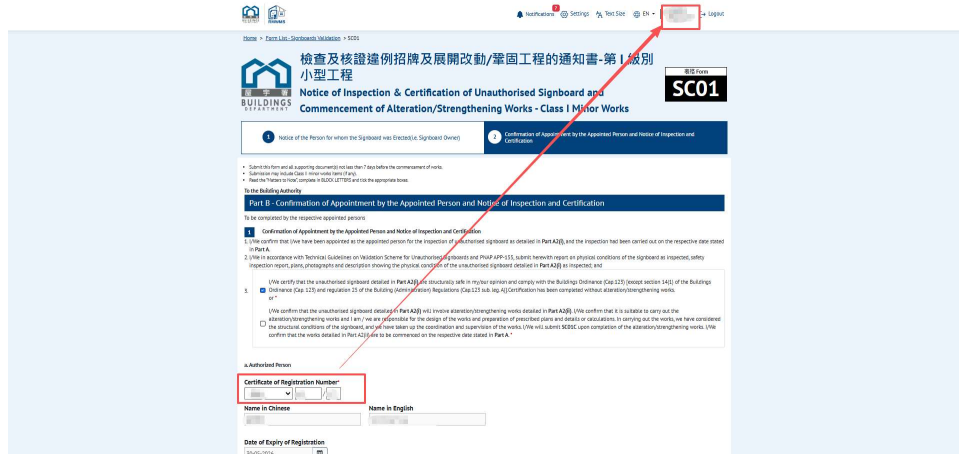 7
Notifications Settings Text Size EN Logout
Home > Form List - Signboards Validation > SC01
屋宇署
BUILDINGS
DEPARTMENT
檢查及核證違例招牌及展開改動/鞏固工程的通知書-第 I 級別
小型工程
Notice of Inspection & Certification of Unauthorised Signboard and
Commencement of Alteration/Strengthening Works - Class I Minor Works
表格 Form
SC01
1 Notice of the Person for whom the Signboard was Erected(i.e. Signboard Owner)
2 Confirmation of Appointment by the Appointed Person and Notice of Inspection and
Certification
• Submit this form and all supporting document(s) not less than 7 days before the commencement of works.
• Submission may include Class II minor works items (if any).
• Read the "Matters to Note", complete in BLOCK LETTERS and tick the appropriate boxes.
To the Building Authority
Part B - Confirmation of Appointment by the Appointed Person and Notice of Inspection and Certification
To be completed by the respective appointed persons
1 Confirmation of Appointment by the Appointed Person and Notice of Inspection and Certification
1. I/We confirm that I/we have been appointed as the appointed person for the inspection of unauthorised signboard as detailed in Part A2(i), and the inspection had been carried out on the respective date stated
in Part A.
2. I/We in accordance with Technical Guidelines on Validation Scheme for Unauthorised Signboards and PNAP APP-155, submit herewith report on physical conditions of the signboard as inspected, safety
inspection report, plans, photographs and description showing the physical condition of the unauthorised signboard detailed in Part A2(i) as inspected; and
I/We certify that the unauthorised signboard detailed in Part A2(i) are structurally safe in my/our opinion and comply with the Buildings Ordinance (Cap.123) [except section 14(1) of the Buildings
3. Ordinance (Cap. 123) and regulation 25 of the Building (Administration) Regulations (Cap.123 sub. leg. A)].Certification has been completed without alteration/strengthening works.
or *
I/We confirm that the unauthorised signboard detailed in Part A2(i) will involve alteration/strengthening works detailed in Part A2(ii). I/We confirm that it is suitable to carry out the
alteration/strengthening works and I am / we are responsible for the design of the works and preparation of prescribed plans and details or calculations. In carrying out the works, we have considered
the structural conditions of the signboard, and we have taken up the coordination and supervision of the works. I/We will submit SC01C upon completion of the alteration/strengthening works. I/We
confirm that the works detailed in Part A2(ii) are to be commenced on the respective date stated in Part A. *
a. Authorized Person
Certificate of Registration Number*
/
Name in Chinese Name in English
Date of Expiry of Registration